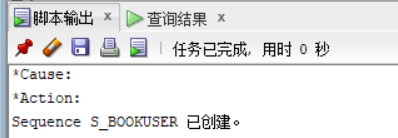 脚本输出 × 查询结果 ×
任务已完成, 用时 0 秒
*Cause:
*Action:
Sequence S_BOOKUSER 已创建。